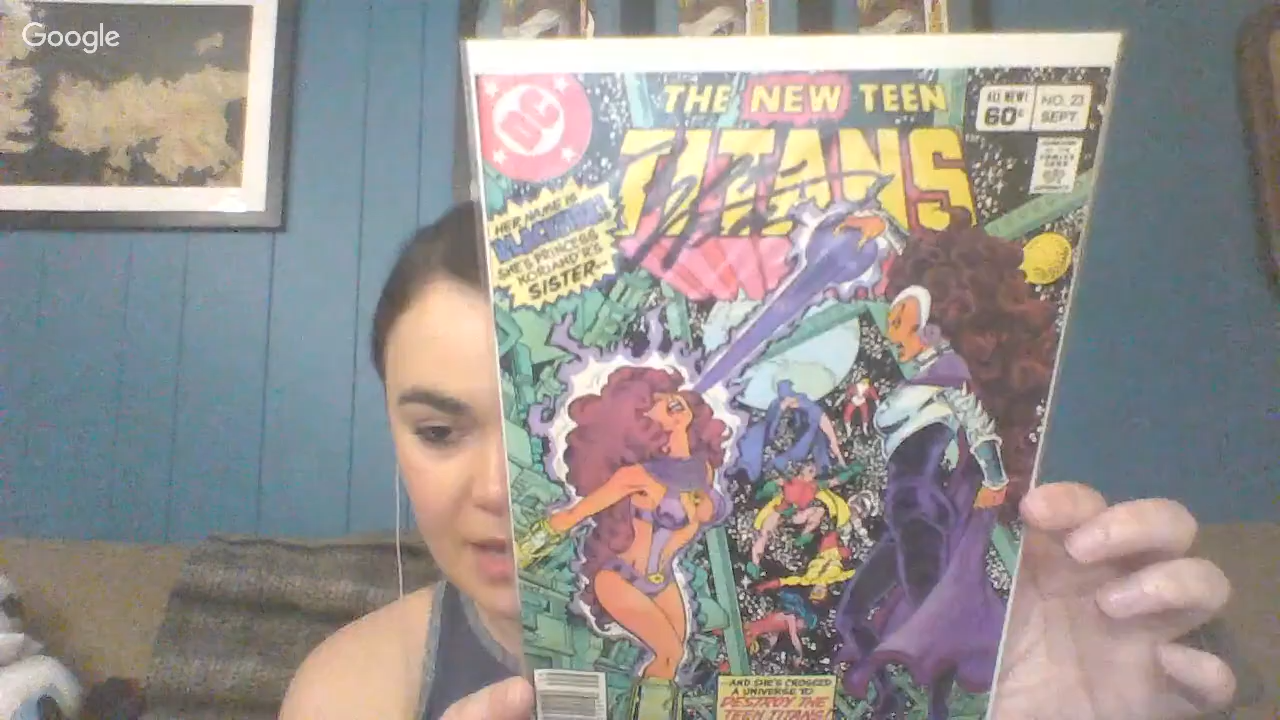 Google
DC
THE NEW TEEN
TITANS
ALL NEW!
60¢
NO. 23
SEPT.
HER NAME IS
BLACKFIRE!
SHE'S PRINCESS
KORIAND'R'S
SISTER-
AND SHE'S CROSSED
A UNIVERSE TO
DESTROY THE
TEEN TITANS!